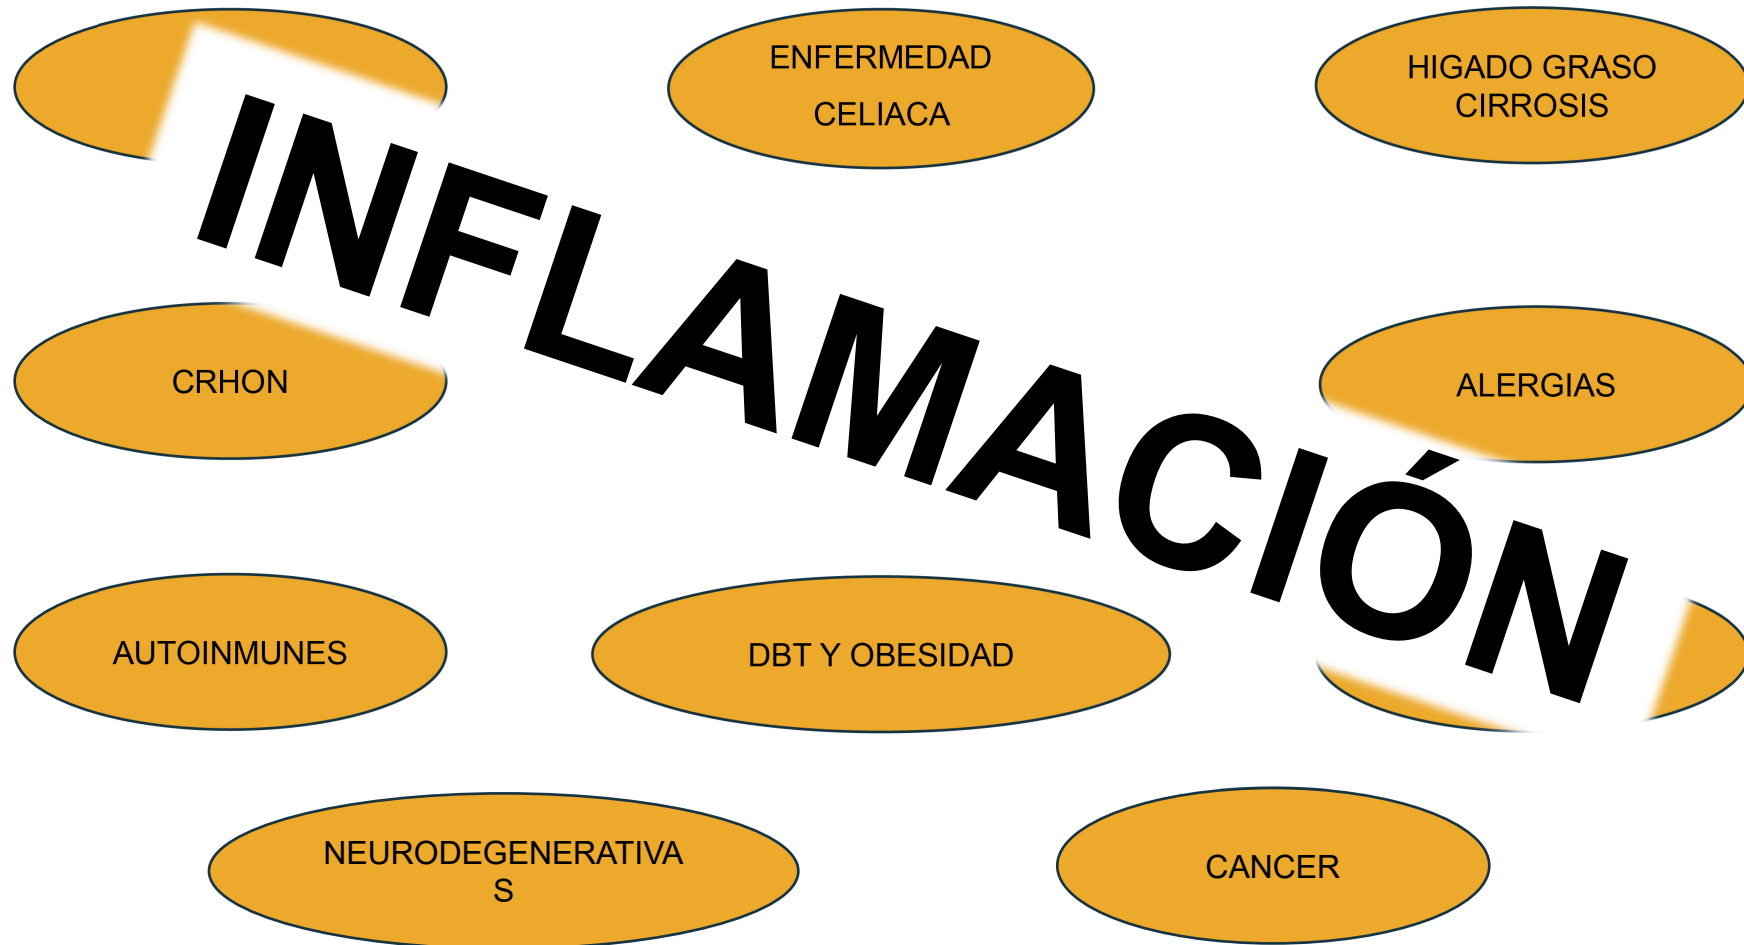 ENFERMEDAD
CELIACA
HIGADO GRASO
CIRROSIS
INFLAMACIÓN
CRHON
ALERGIAS
AUTOINMUNES
DBT Y OBESIDAD
NEURODEGENERATIVA
S
CANCER